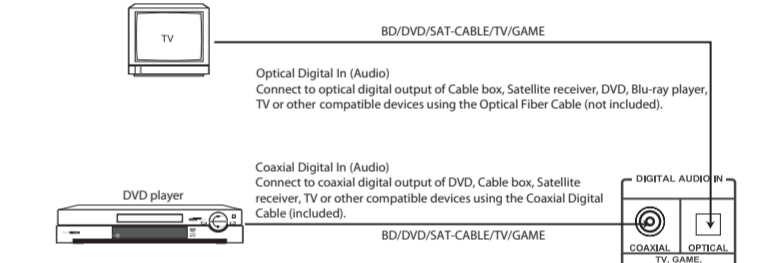 TV
BD/DVD/SAT-CABLE/TV/GAME
Optical Digital In (Audio)
Connect to optical digital output of Cable box, Satellite receiver, DVD, Blu-ray player,
TV or other compatible devices using the Optical Fiber Cable (not included).
Coaxial Digital In (Audio)
Connect to coaxial digital output of DVD, Cable box, Satellite
receiver, TV or other compatible devices using the Coaxial Digital
Cable (included).
DVD player
BD/DVD/SAT-CABLE/TV/GAME
DIGITAL AUDIO IN
COAXIAL OPTICAL
TV, GAME,